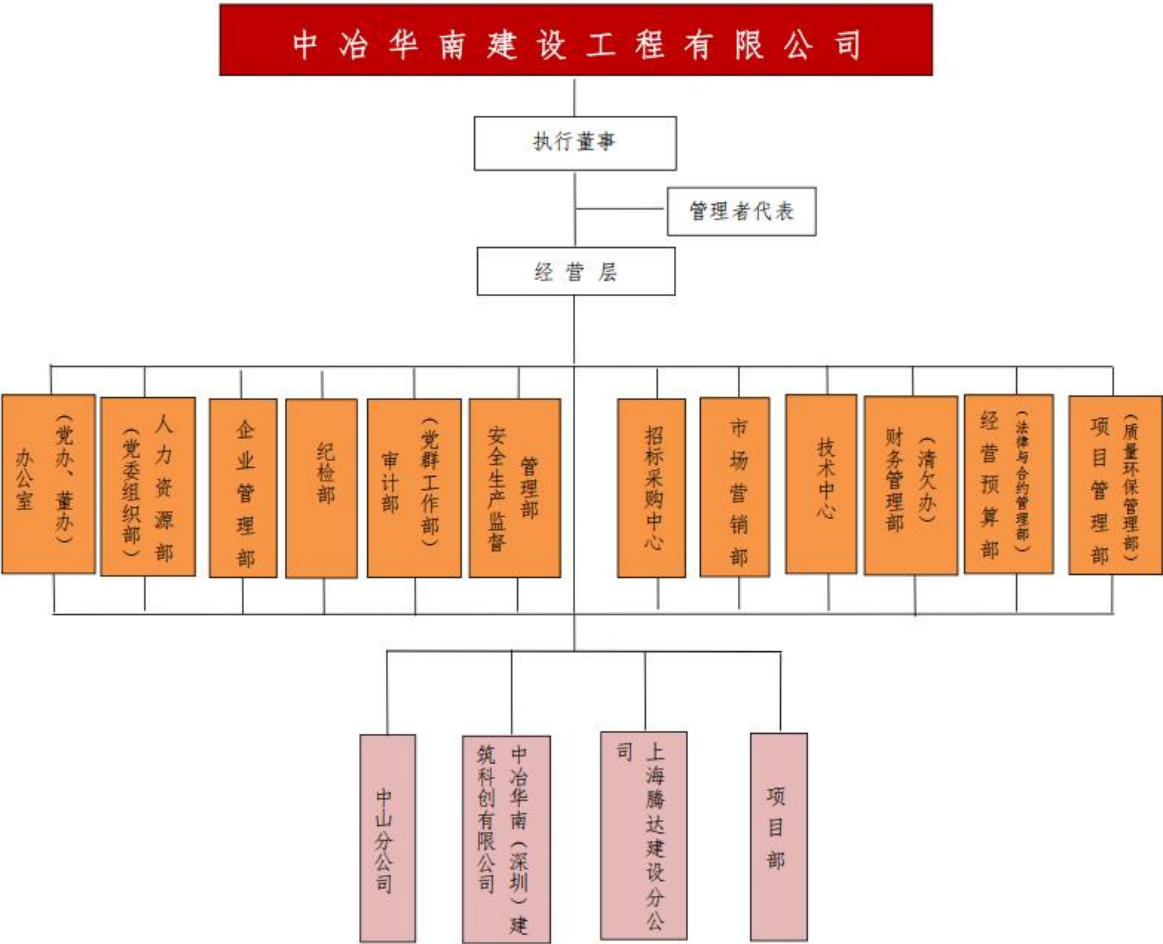 中冶华南建设工程有限公司
执行董事
管理者代表
经营层
办公室
（党办、董办）
人力资源部
（党委组织部）
企业管理部
纪检部
审计部
（党群工作部）
安全生产监督
管理部
招标采购中心
市场营销部
技术中心
财务管理部
（清欠办）
经营预算部
（法律与合约管理部）
项目管理部
（质量环保管理部）
中山分公司
中冶华南（深圳）建
筑科创有限公司
上海腾达建设分公
司
项目部